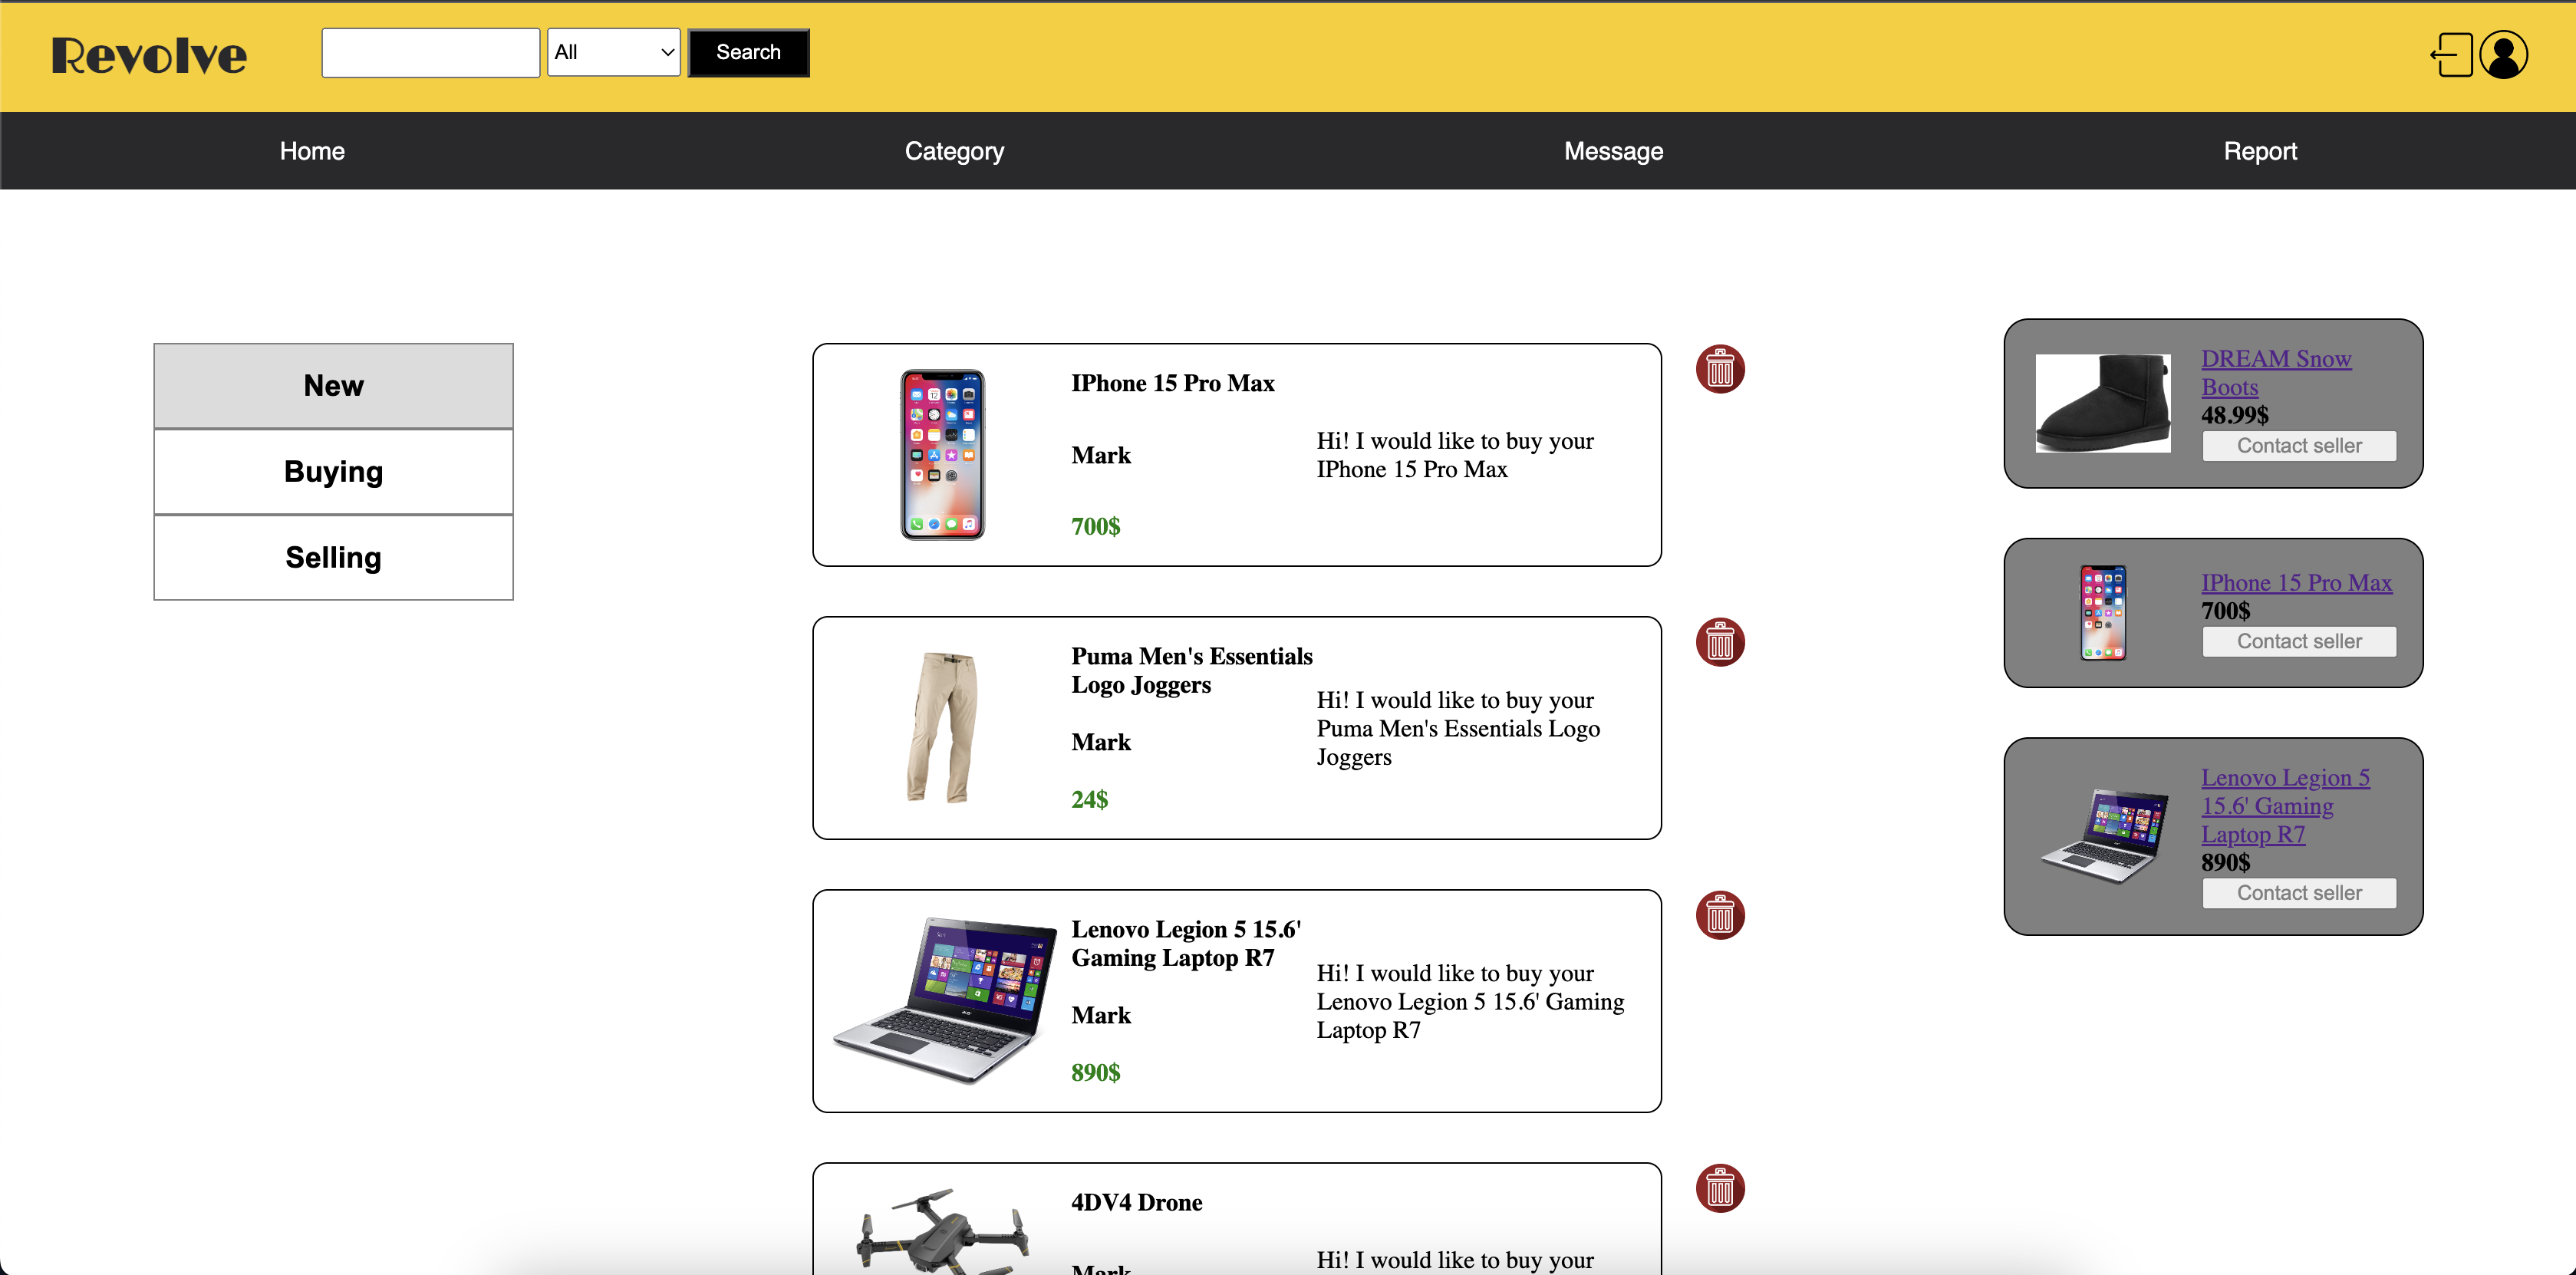 Revolve
All
Search
Home
Category
Message
Report
New
Buying
Selling
IPhone 15 Pro Max
Mark
700$
Hi! I would like to buy your
IPhone 15 Pro Max
Puma Men's Essentials
Logo Joggers
Mark
24$
Hi! I would like to buy your
Puma Men's Essentials Logo
Joggers
Lenovo Legion 5 15.6'
Gaming Laptop R7
Mark
890$
Hi! I would like to buy your
Lenovo Legion 5 15.6' Gaming
Laptop R7
4DV4 Drone
Mark
Hi! I would like to buy your
DREAM Snow
Boots
48.99$
Contact seller
IPhone 15 Pro Max
700$
Contact seller
Lenovo Legion 5
15.6' Gaming
Laptop R7
890$
Contact seller